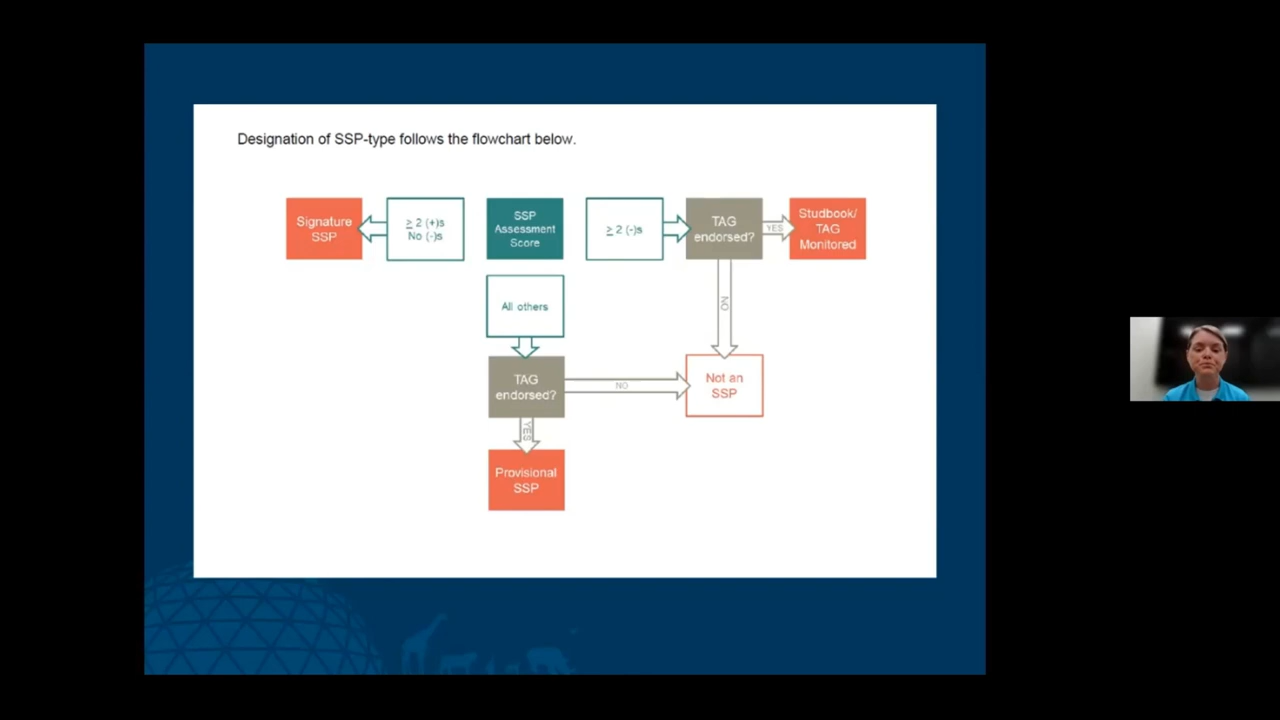 Designation of SSP-type follows the flowchart below.
Signature
SSP
≥ 2 (+)s
No (-)s
SSP
Assessment
Score
≥ 2 (-)s
TAG
endorsed?
YES
Studbook/
TAG
Monitored
NO
All others
TAG
endorsed?
NO
Not an
SSP
YES
Provisional
SSP